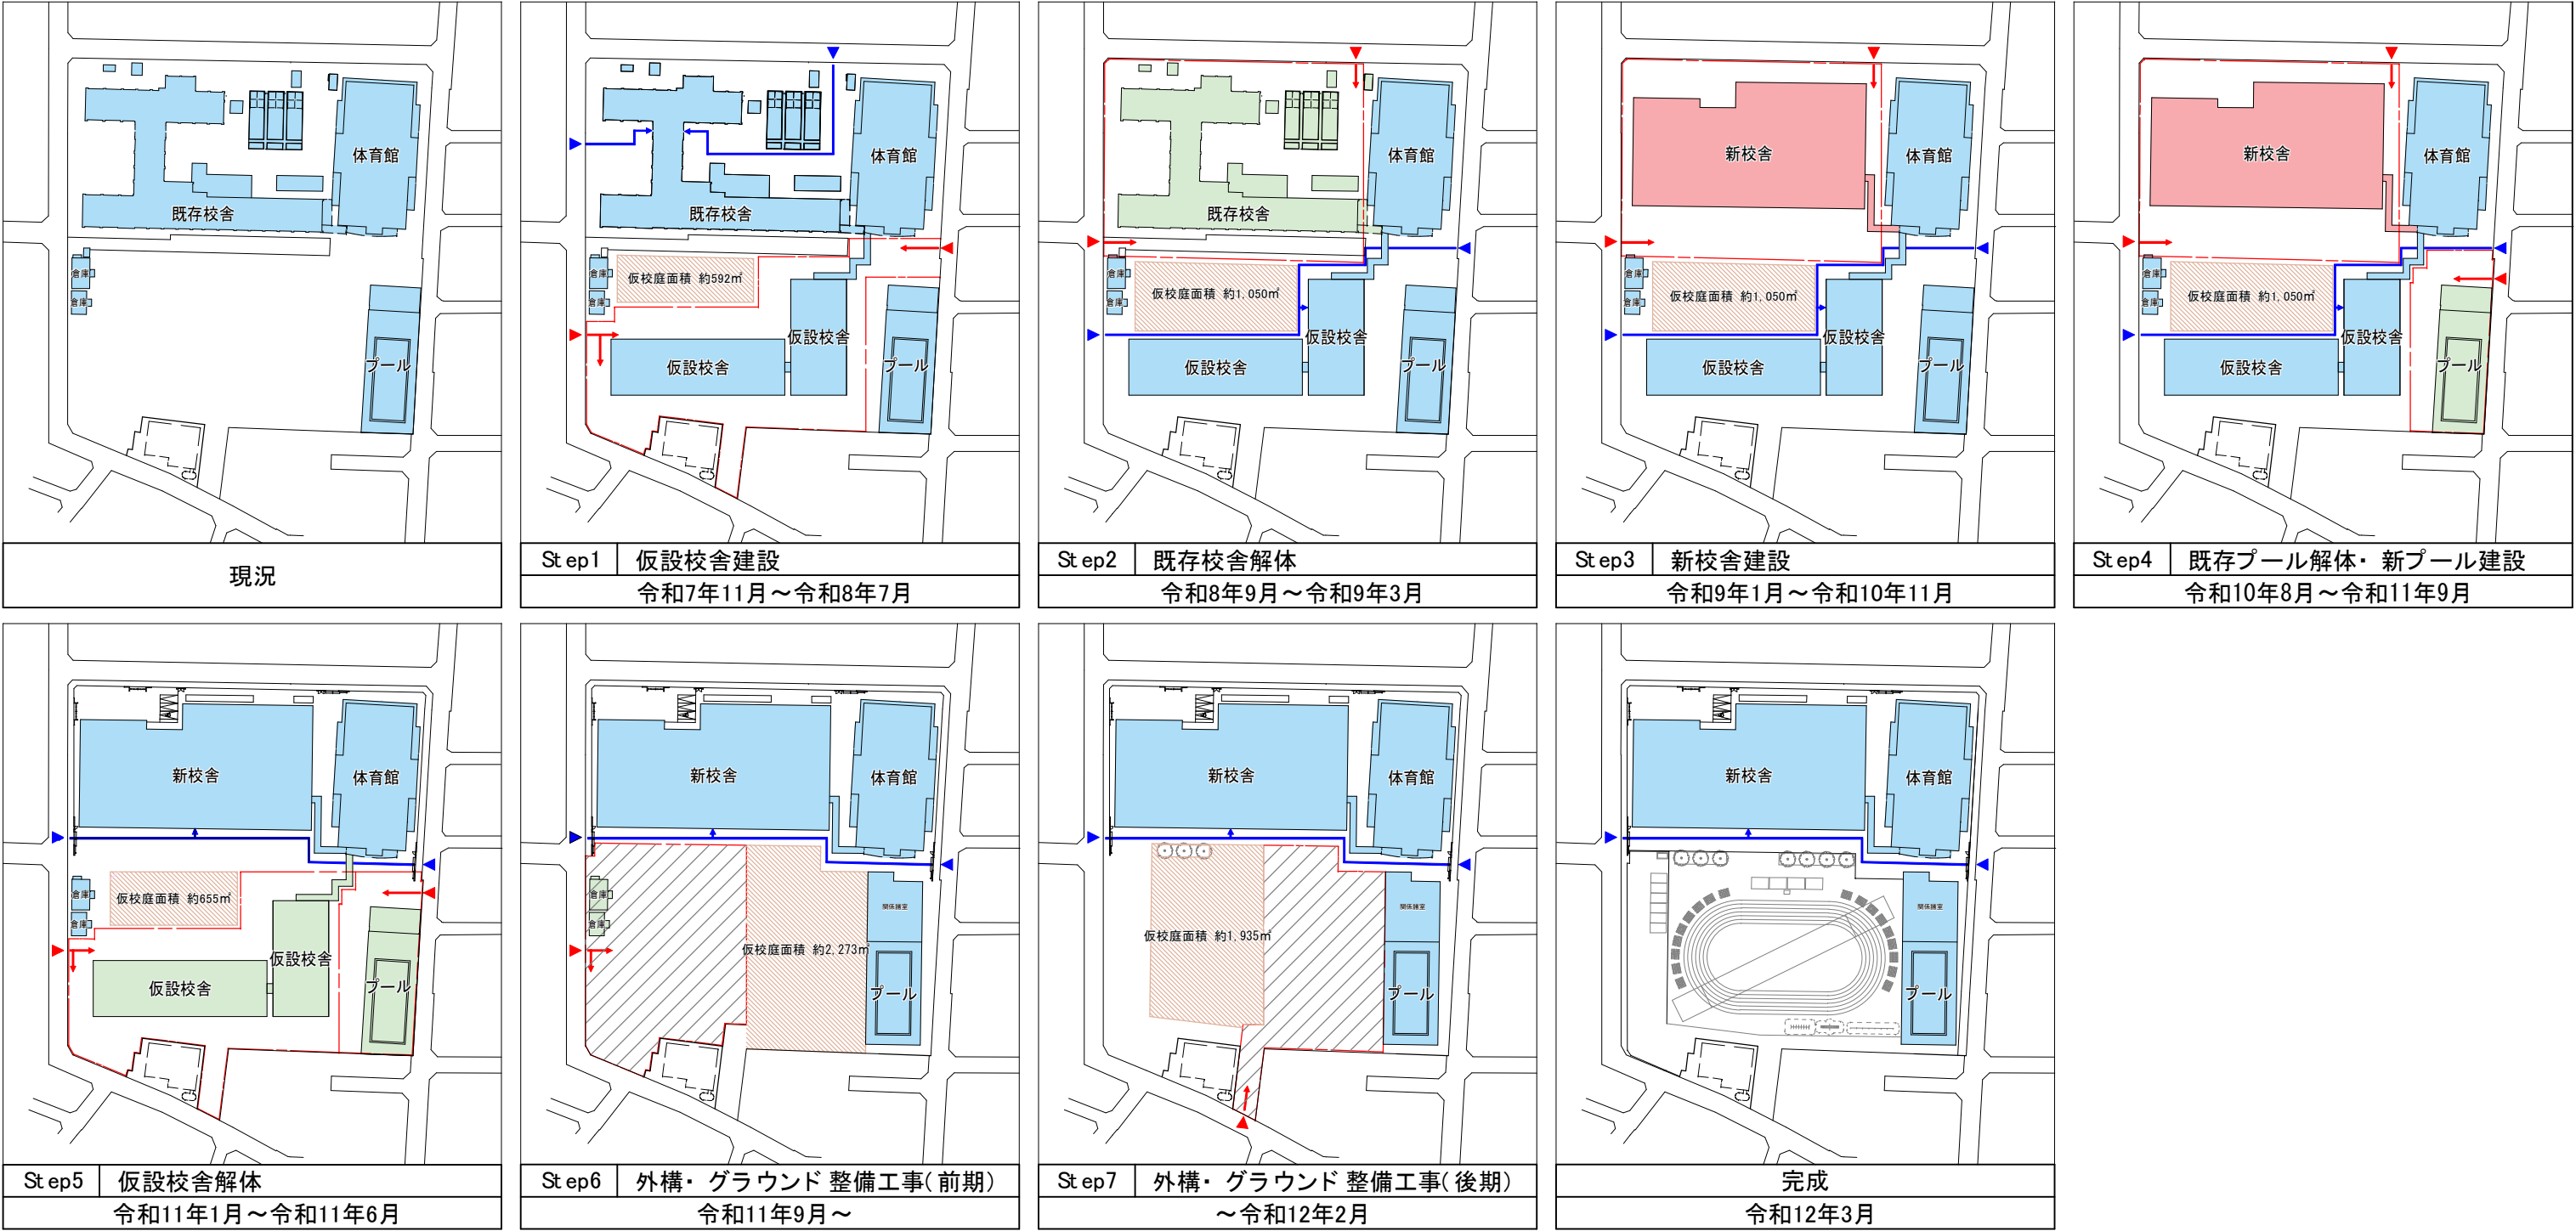 体育館
既存校舎
倉庫
倉庫
プール
現況
体育館
既存校舎
倉庫
仮校庭面積 約592㎡
倉庫
仮設校舎
仮設校舎
プール
Step1 仮設校舎建設
令和7年11月～令和8年7月
体育館
既存校舎
倉庫
仮校庭面積 約1,050㎡
倉庫
仮設校舎
仮設校舎
プール
Step2 既存校舎解体
令和8年9月～令和9年3月
新校舎
体育館
倉庫
仮校庭面積 約1,050㎡
倉庫
仮設校舎
仮設校舎
プール
Step3 新校舎建設
令和9年1月～令和10年11月
新校舎
体育館
倉庫
仮校庭面積 約1,050㎡
倉庫
仮設校舎
仮設校舎
プール
Step4 既存プール解体・新プール建設
令和10年8月～令和11年9月
新校舎
体育館
倉庫
仮校庭面積 約655㎡
倉庫
仮設校舎
仮設校舎
プール
Step5 仮設校舎解体
令和11年1月～令和11年6月
新校舎
体育館
倉庫
関係諸室
倉庫
仮校庭面積 約2,273㎡
プール
Step6 外構・グラウンド整備工事(前期)
令和11年9月～
新校舎
体育館
関係諸室
仮校庭面積 約1,935㎡
プール
Step7 外構・グラウンド整備工事(後期)
～令和12年2月
新校舎
体育館
関係諸室
プール
完成
令和12年3月